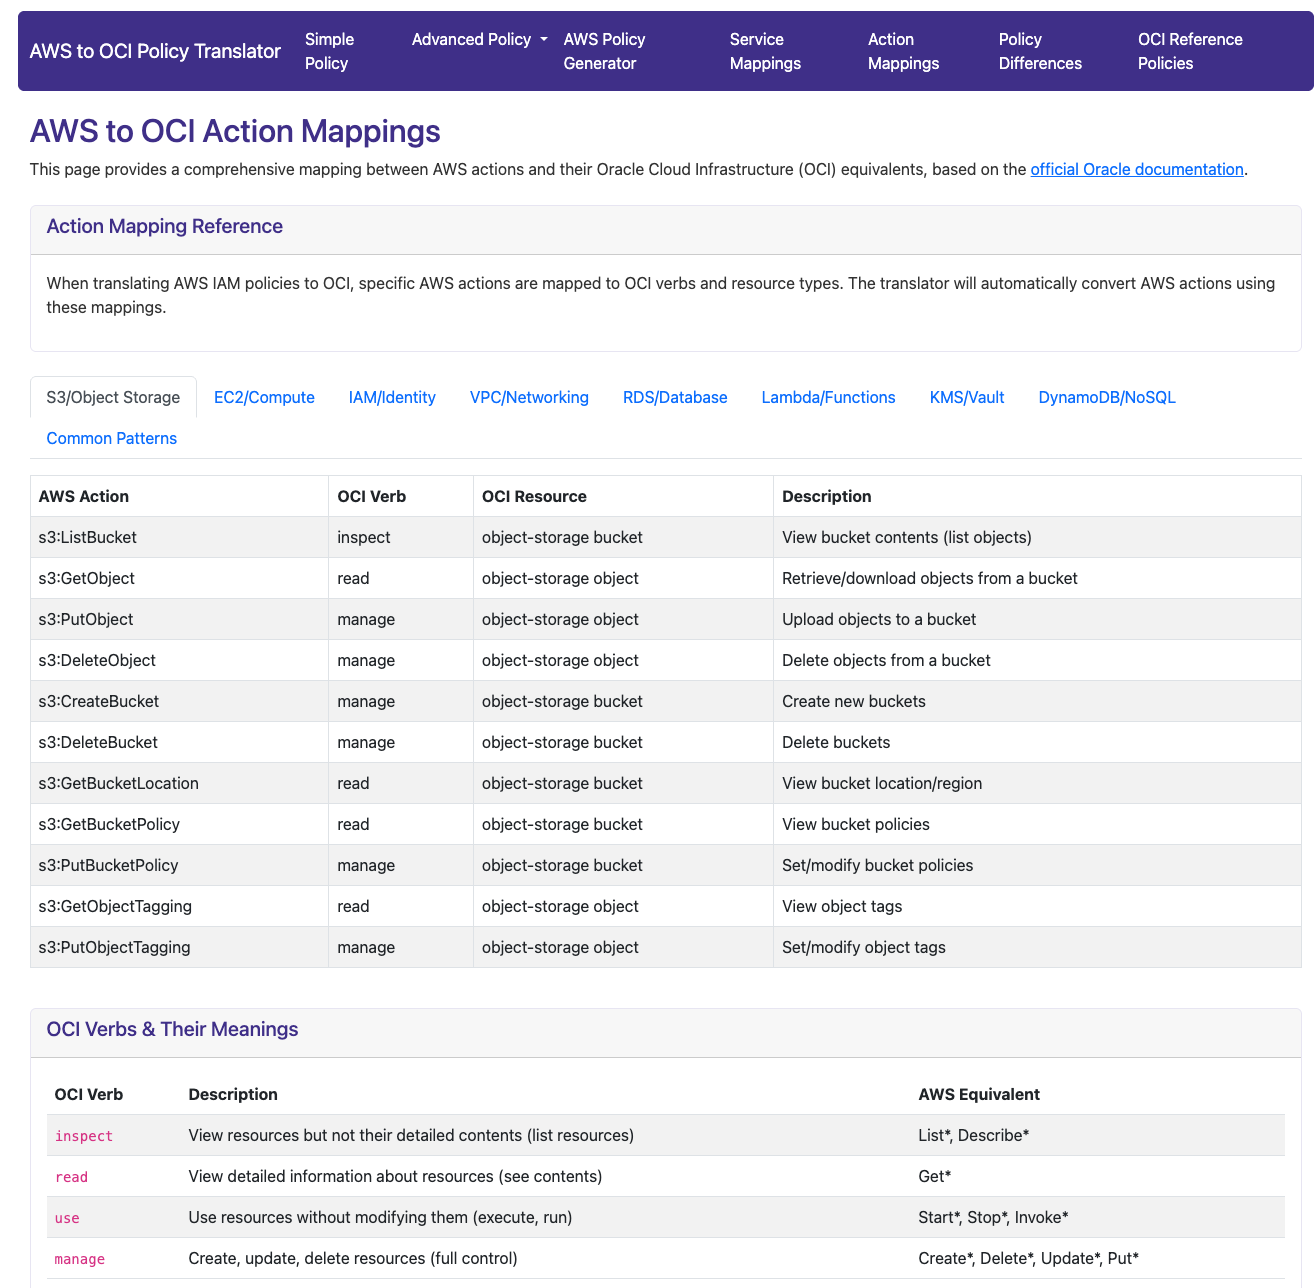 AWS to OCI Policy Translator
Simple Policy
Advanced Policy
AWS Policy Generator
Service Mappings
Action Mappings
Policy Differences
OCI Reference Policies
AWS to OCI Action Mappings
This page provides a comprehensive mapping between AWS actions and their Oracle Cloud Infrastructure (OCI) equivalents, based on the official Oracle documentation.
Action Mapping Reference
When translating AWS IAM policies to OCI, specific AWS actions are mapped to OCI verbs and resource types. The translator will automatically convert AWS actions using
these mappings.
S3/Object Storage EC2/Compute IAM/Identity VPC/Networking RDS/Database Lambda/Functions KMS/Vault DynamoDB/NoSQL
Common Patterns
AWS Action OCI Verb OCI Resource Description
s3:ListBucket inspect object-storage bucket View bucket contents (list objects)
s3:GetObject read object-storage object Retrieve/download objects from a bucket
s3:PutObject manage object-storage object Upload objects to a bucket
s3:DeleteObject manage object-storage object Delete objects from a bucket
s3:CreateBucket manage object-storage bucket Create new buckets
s3:DeleteBucket manage object-storage bucket Delete buckets
s3:GetBucketLocation read object-storage bucket View bucket location/region
s3:GetBucketPolicy read object-storage bucket View bucket policies
s3:PutBucketPolicy manage object-storage bucket Set/modify bucket policies
s3:GetObjectTagging read object-storage object View object tags
s3:PutObjectTagging manage object-storage object Set/modify object tags
OCI Verbs & Their Meanings
OCI Verb Description AWS Equivalent
inspect View resources but not their detailed contents (list resources) List*, Describe*
read View detailed information about resources (see contents) Get*
use Use resources without modifying them (execute, run) Start*, Stop*, Invoke*
manage Create, update, delete resources (full control) Create*, Delete*, Update*, Put*